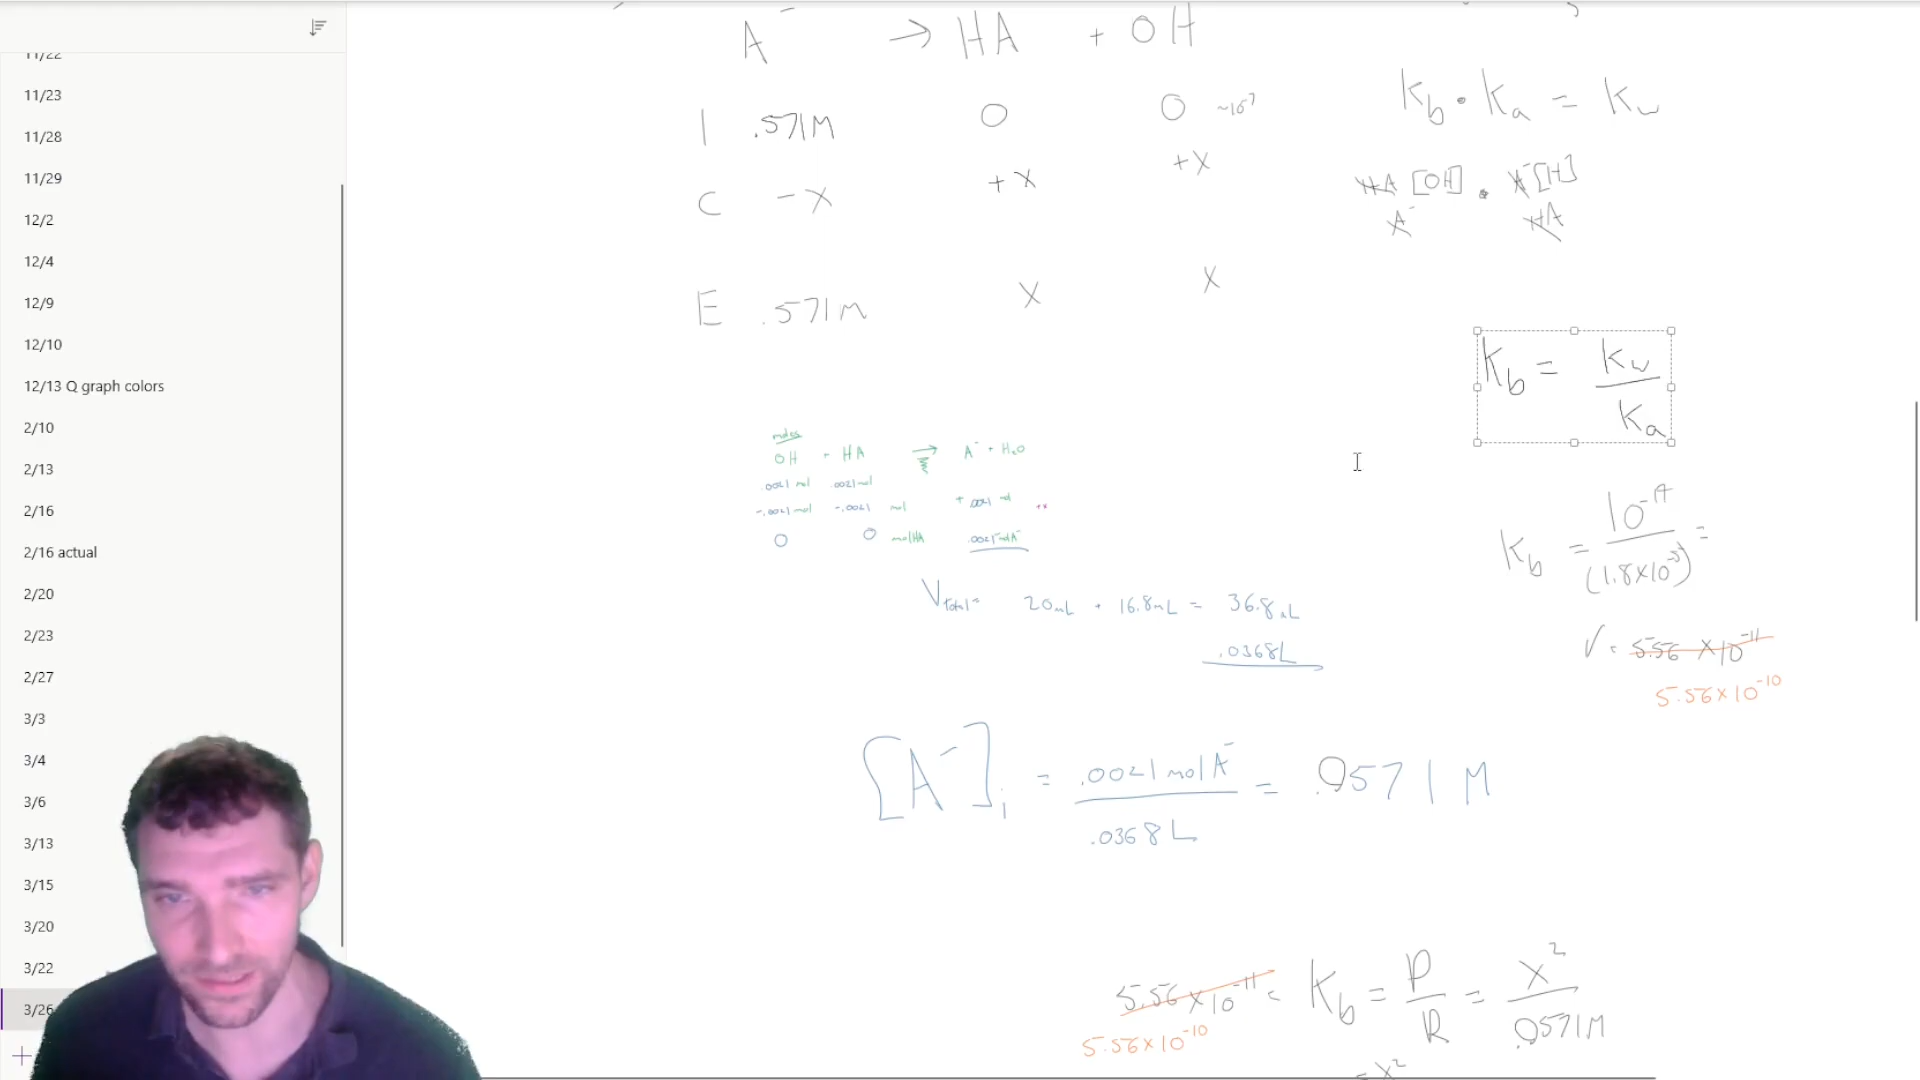 11/22
11/23
11/28
11/29
12/2
12/4
12/9
12/10
12/13 Q graph colors
2/10
2/13
2/16
2/16 actual
2/20
2/23
2/27
3/3
3/4
3/6
3/13
3/15
3/20
3/22
3/26
+
A⁻ → HA + OH
I .571M 0 0 ~10⁻⁷
C -X +X +X
E .571M X X
moles
OH + HA → A⁻ + H₂O
.0021 mol .0021 mol
-.0021 mol -.0021 mol +.0021 mol +x
0 0 mol HA .0021 mol A⁻
V total = 20mL + 16.8mL = 36.8mL
.0368L
[A⁻]i = .0021 mol A⁻ / .0368 L = .0571 M
Kb · Ka = Kw
HA [OH] / A⁻ · A⁻ [H] / HA
Kb = Kw / Ka
Kb = 10⁻¹⁴ / (1.8×10⁻⁵) =
= 5.56 ×10⁻¹¹
5.56×10⁻¹⁰
5.56×10⁻¹¹ = Kb = P / R = X² / .0571M
5.56×10⁻¹⁰
= X²